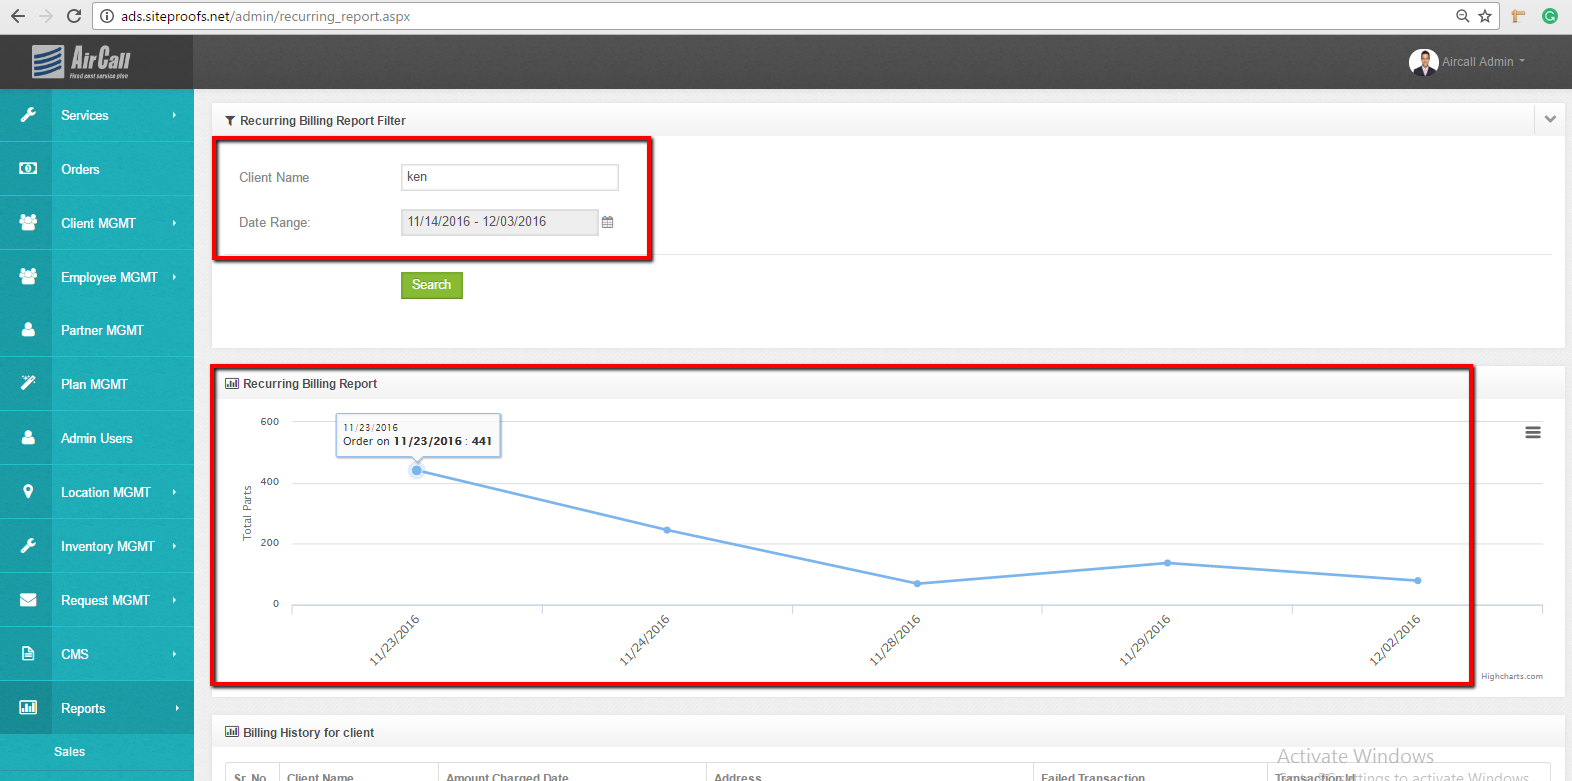 ads.siteproofs.net/admin/recurring_report.aspx
AirCall
Fixed cost service plan
Aircall Admin
Services
Orders
Client MGMT
Employee MGMT
Partner MGMT
Plan MGMT
Admin Users
Location MGMT
Inventory MGMT
Request MGMT
CMS
Reports
Sales
Recurring Billing Report Filter
Client Name
ken
Date Range:
11/14/2016 - 12/03/2016
Search
Recurring Billing Report
600
400
200
0
Total Parts
11/23/2016
Order on 11/23/2016 : 441
11/23/2016
11/24/2016
11/28/2016
11/29/2016
12/02/2016
Highcharts.com
Billing History for client
Sr. No. Client Name Amount Charged Date Address Failed Transaction Transaction Id
Activate Windows
to activate Windows